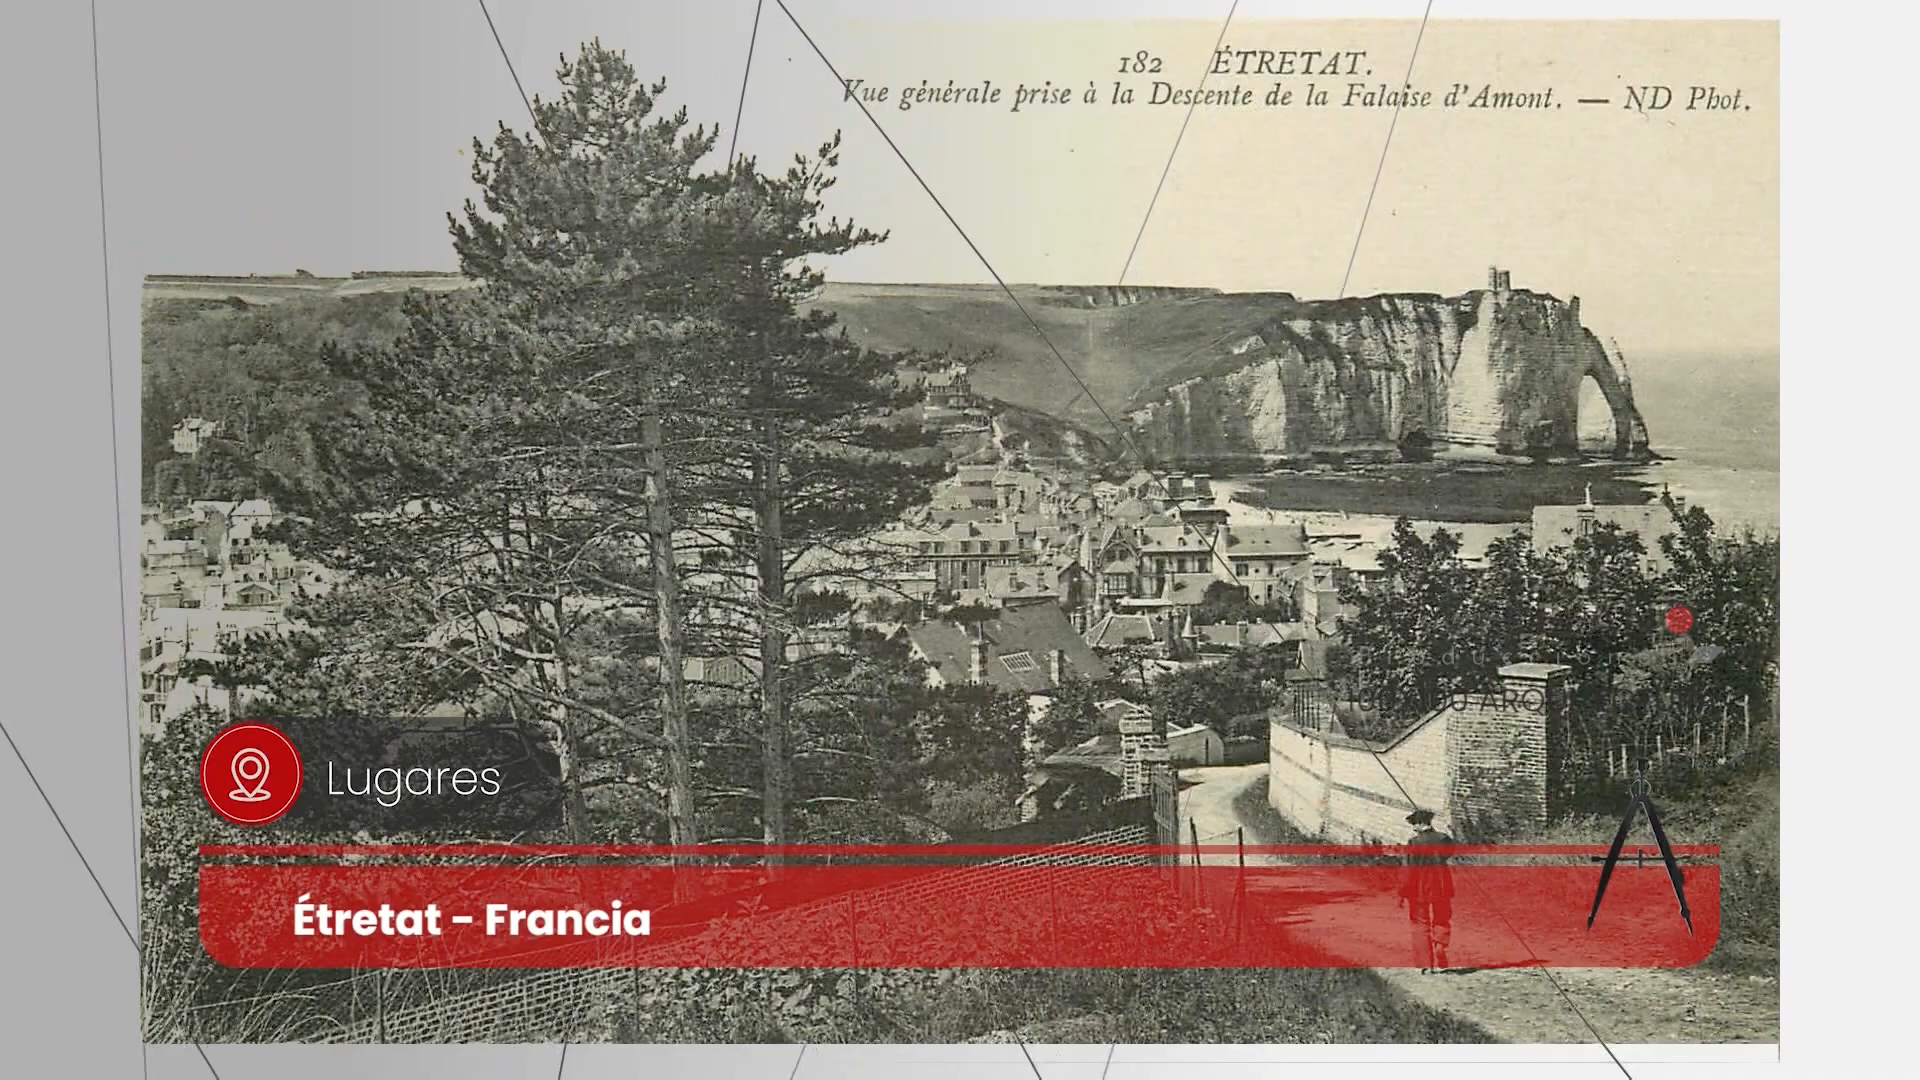 182 ÉTRETAT.
Vue générale prise à la Descente de la Falaise d'Amont. — ND Phot.
Lugares
Étretat - Francia